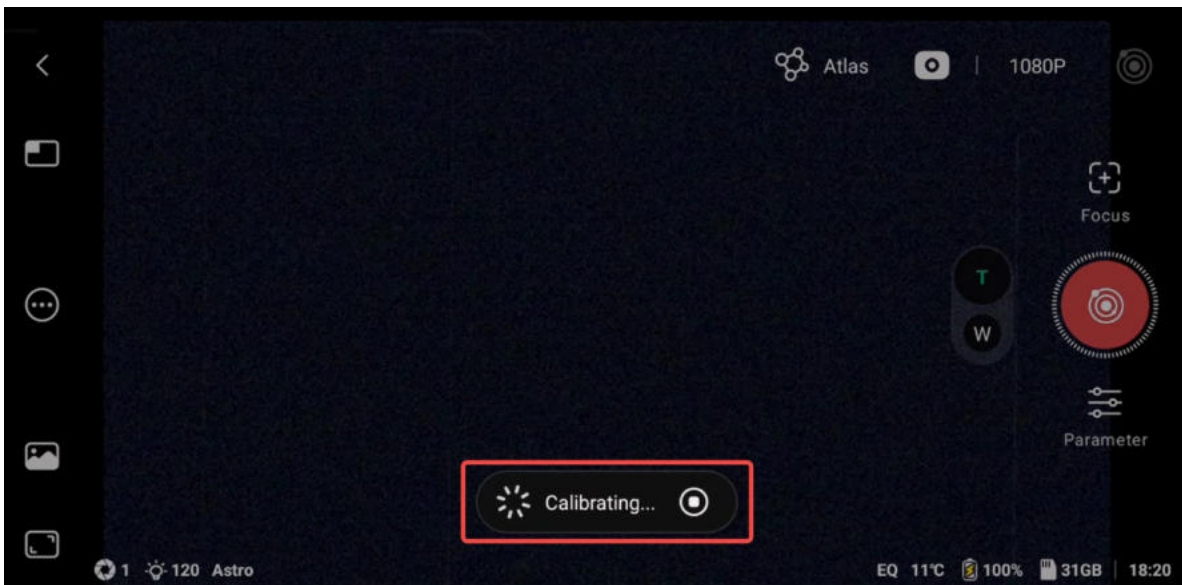 Atlas 1080P
Focus
T
W
Parameter
Calibrating...
1 120 Astro EQ 11℃ 100% 31GB 18:20